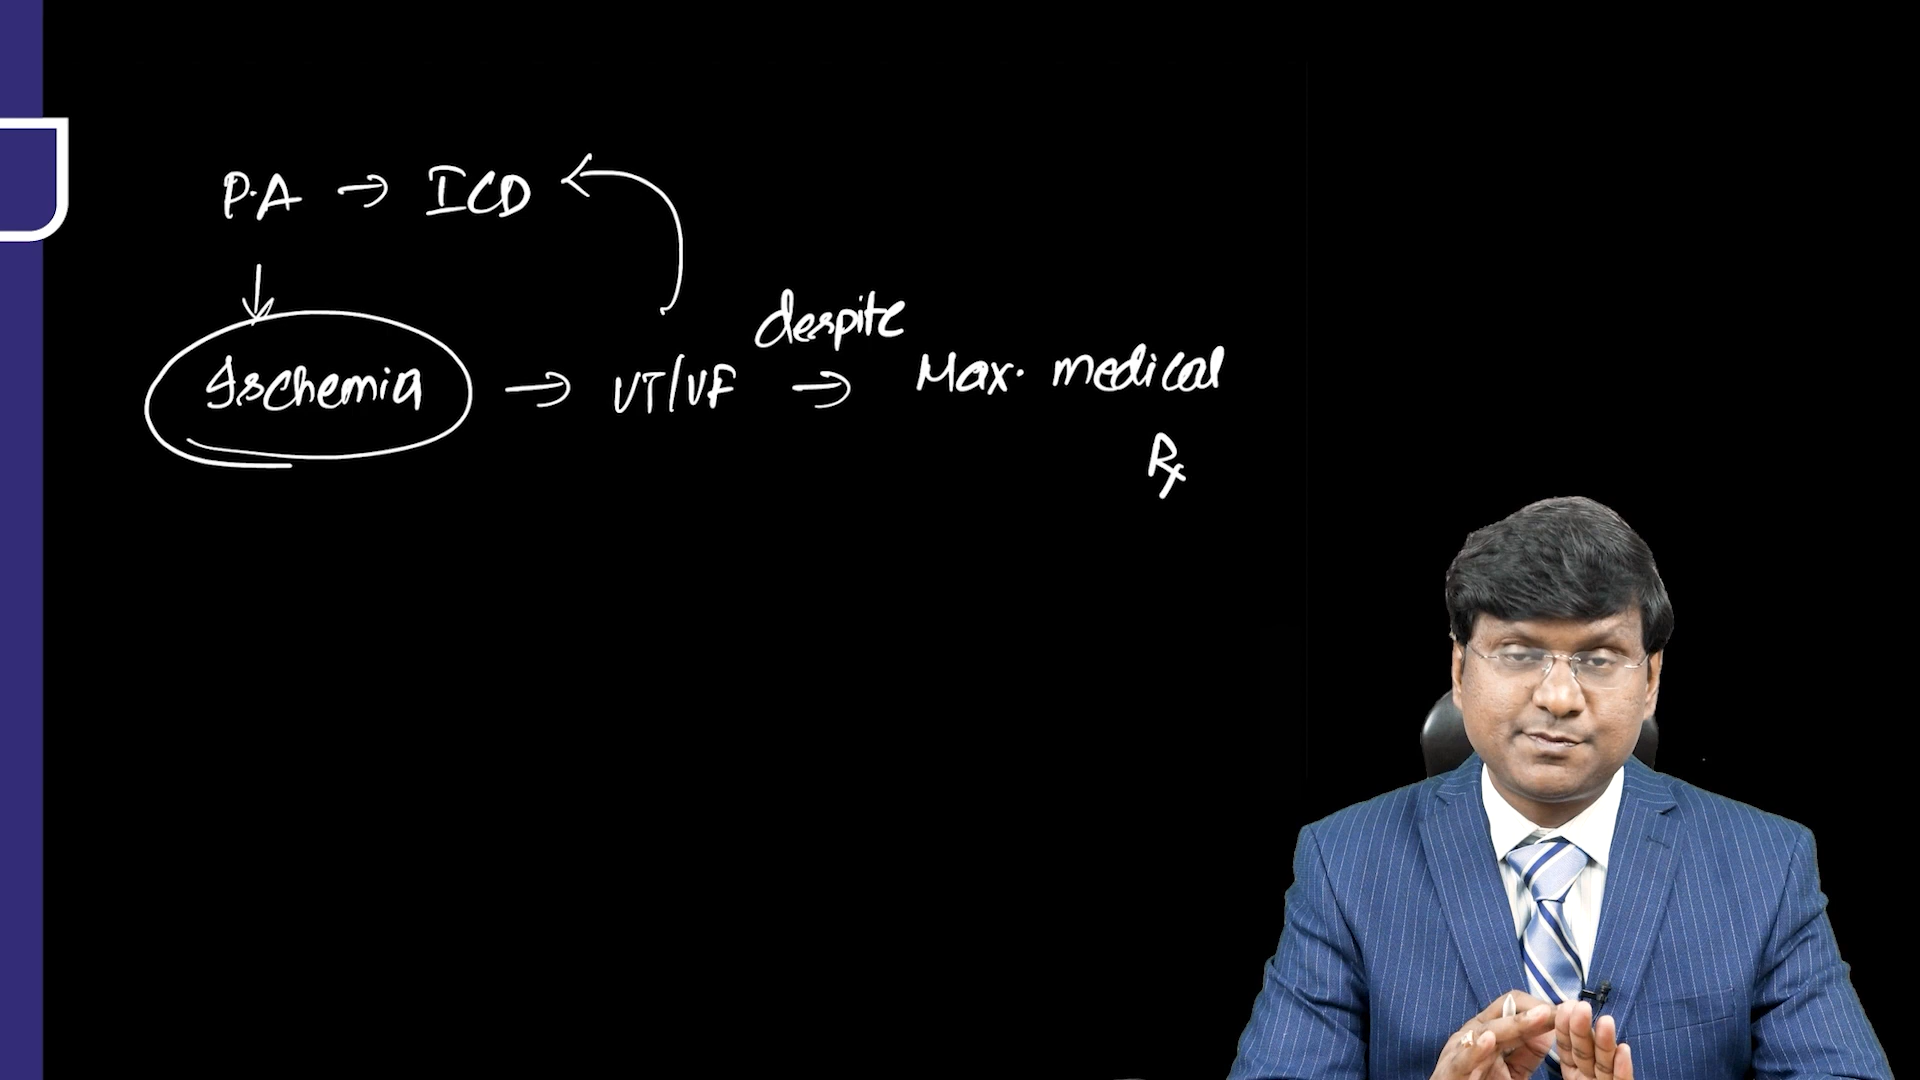 P.A → ICD
despite
Ischemia → VT/VF → Max. medical
Rx